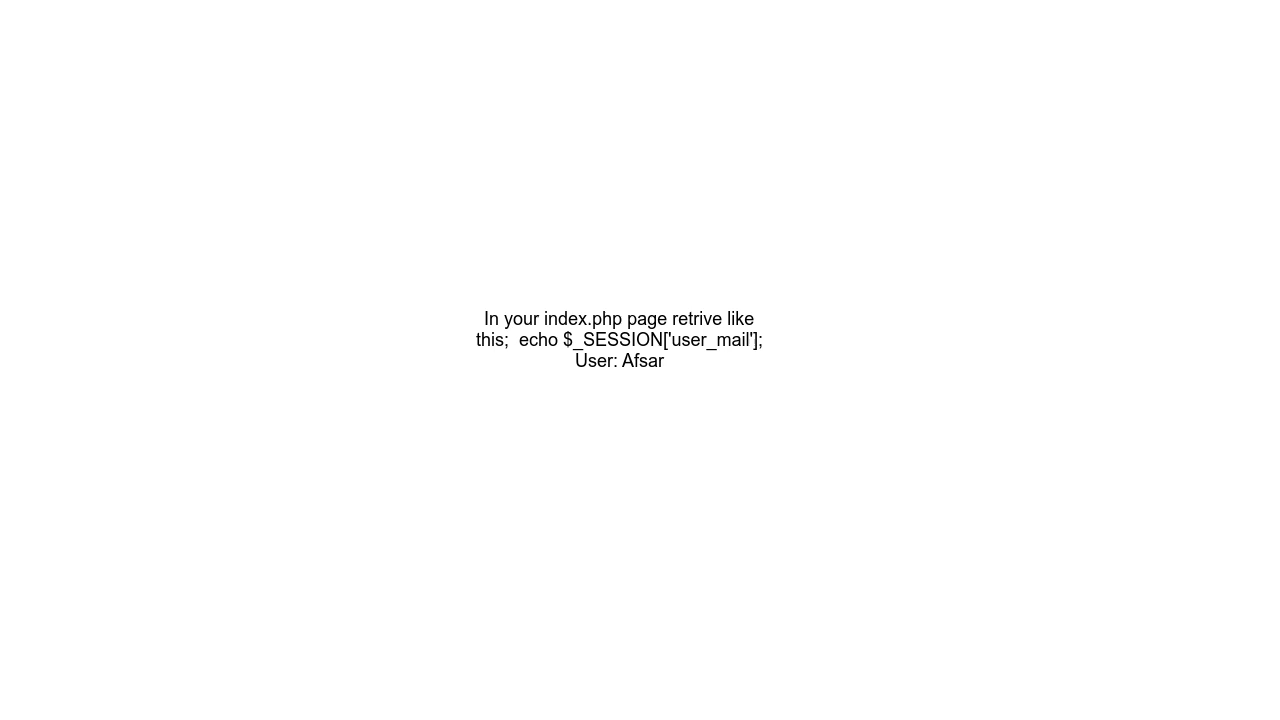 In your index.php page retrive like
this;  echo $_SESSION['user_mail'];
User: Afsar